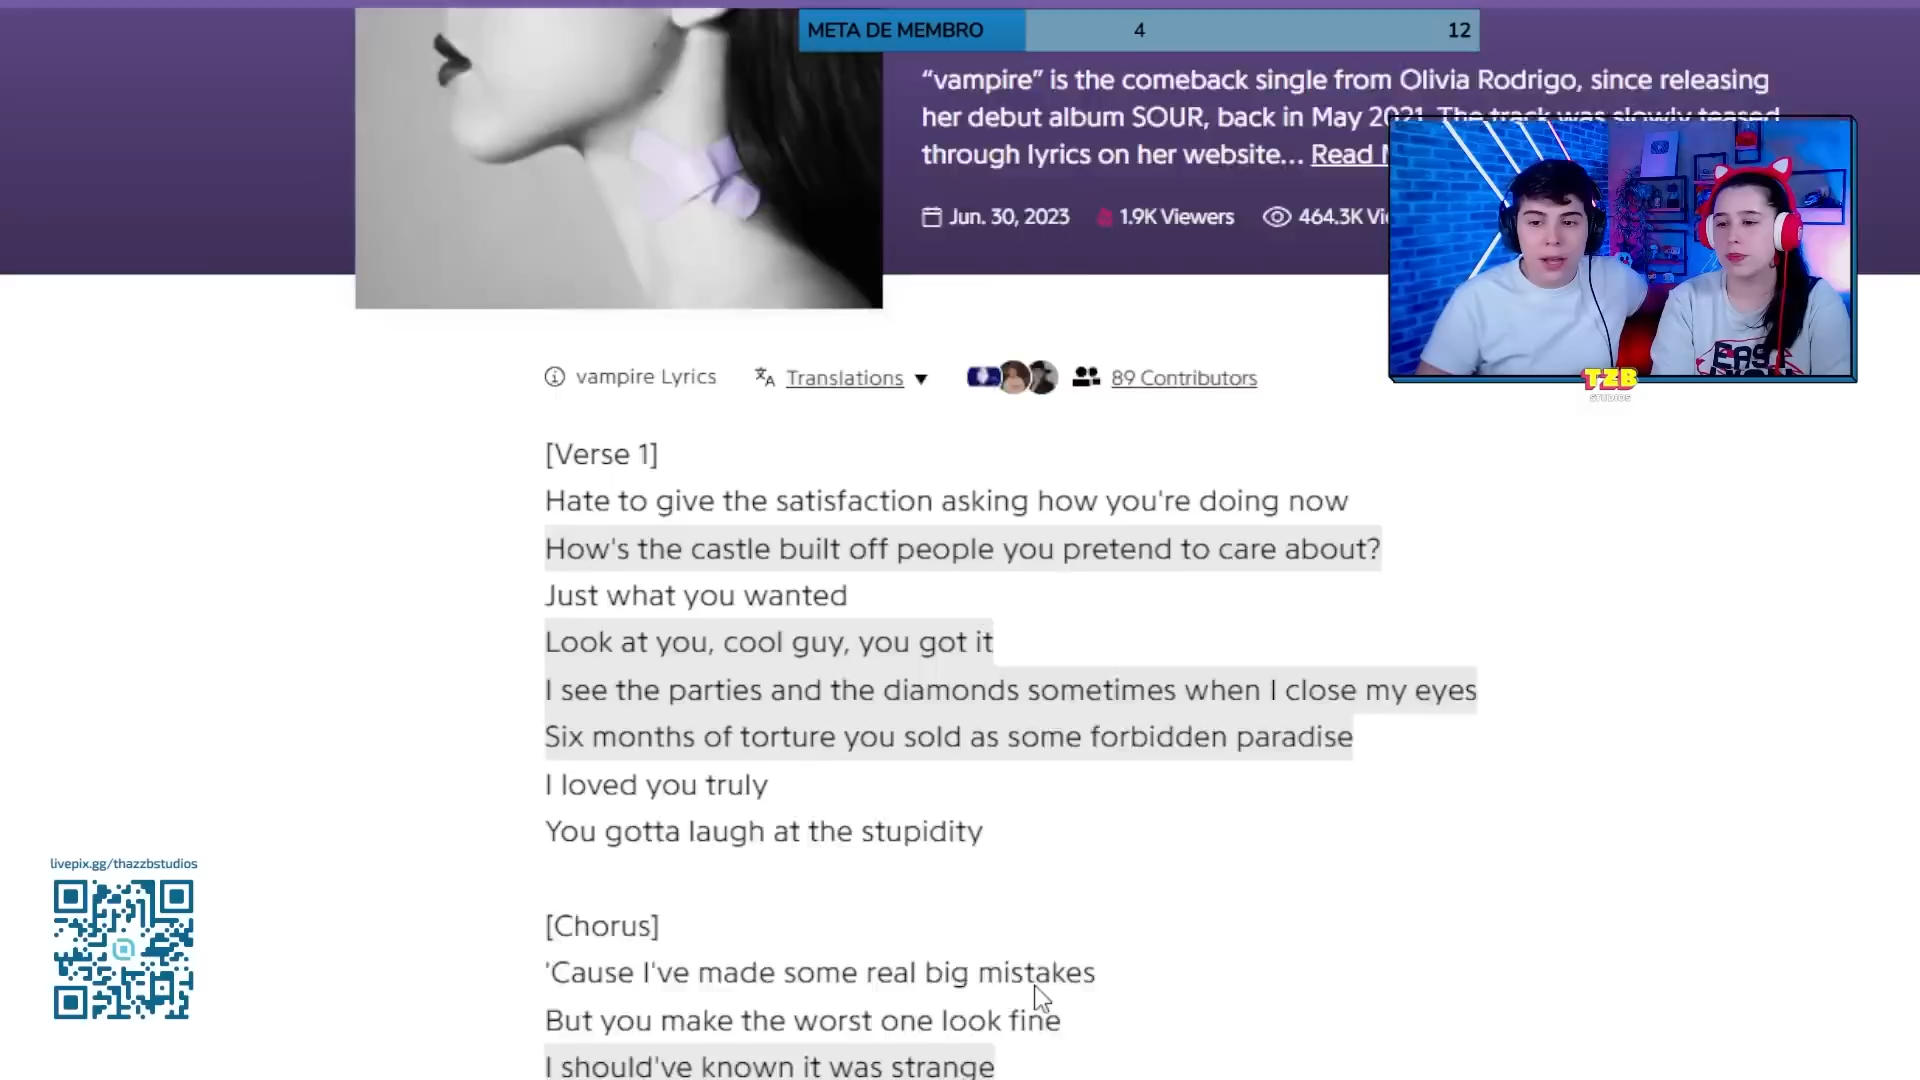 META DE MEMBRO 4 12
“vampire” is the comeback single from Olivia Rodrigo, since releasing
her debut album SOUR, back in May 2021. The track was slowly teased
through lyrics on her website... Read
Jun. 30, 2023 1.9K Viewers 464.3K
vampire Lyrics Translations 89 Contributors
TZB
STUDIOS
[Verse 1]
Hate to give the satisfaction asking how you're doing now
How's the castle built off people you pretend to care about?
Just what you wanted
Look at you, cool guy, you got it
I see the parties and the diamonds sometimes when I close my eyes
Six months of torture you sold as some forbidden paradise
I loved you truly
You gotta laugh at the stupidity
livepix.gg/thazzbstudios
[Chorus]
'Cause I've made some real big mistakes
But you make the worst one look fine
I should've known it was strange